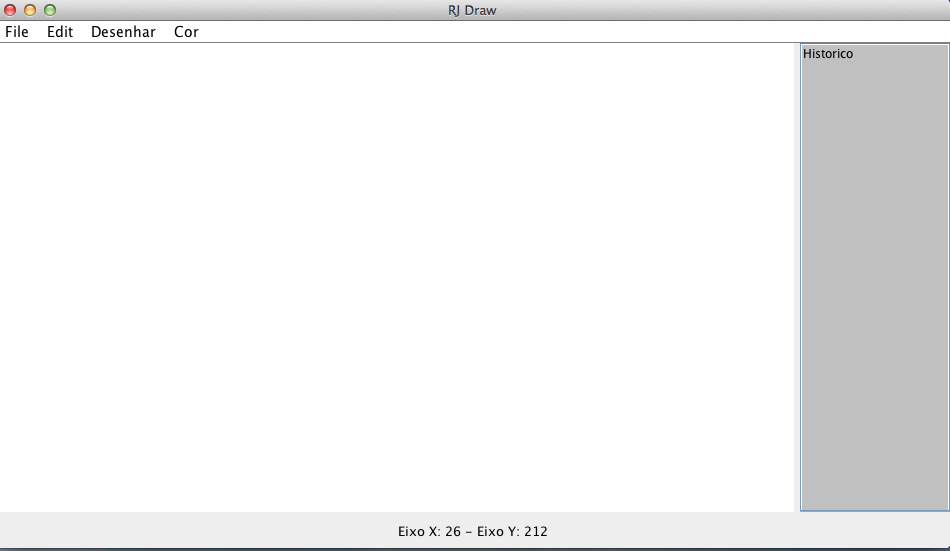 RJ Draw
File Edit Desenhar Cor
Historico
Eixo X: 26 - Eixo Y: 212